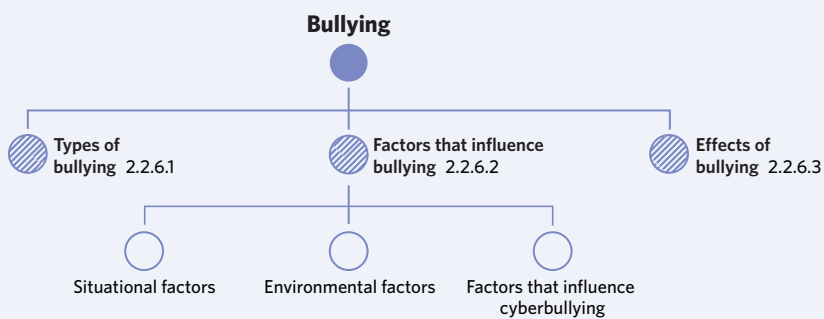 Bullying
Types of
bullying 2.2.6.1
Factors that influence
bullying 2.2.6.2
Effects of
bullying 2.2.6.3
Situational factors
Environmental factors
Factors that influence
cyberbullying